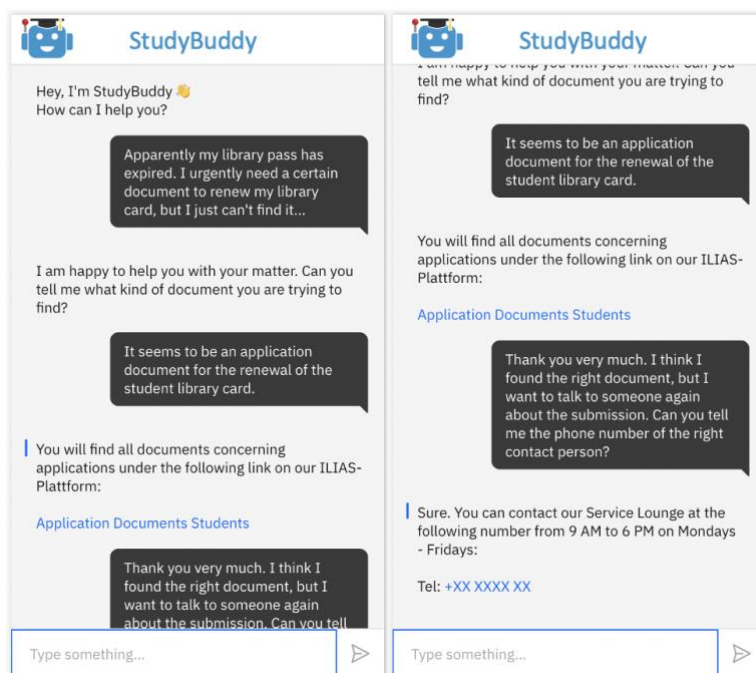 StudyBuddy
Hey, I'm StudyBuddy 👋
How can I help you?
Apparently my library pass has
expired. I urgently need a certain
document to renew my library
card, but I just can't find it...
I am happy to help you with your matter. Can you
tell me what kind of document you are trying to
find?
It seems to be an application
document for the renewal of the
student library card.
You will find all documents concerning
applications under the following link on our ILIAS-
Plattform:
Application Documents Students
Thank you very much. I think I
found the right document, but I
want to talk to someone again
about the submission. Can you tell
Type something...
StudyBuddy
I am happy to help you with your matter. Can you
tell me what kind of document you are trying to
find?
It seems to be an application
document for the renewal of the
student library card.
You will find all documents concerning
applications under the following link on our ILIAS-
Plattform:
Application Documents Students
Thank you very much. I think I
found the right document, but I
want to talk to someone again
about the submission. Can you tell
me the phone number of the right
contact person?
Sure. You can contact our Service Lounge at the
following number from 9 AM to 6 PM on Mondays
- Fridays:
Tel: +XX XXXX XX
Type something...